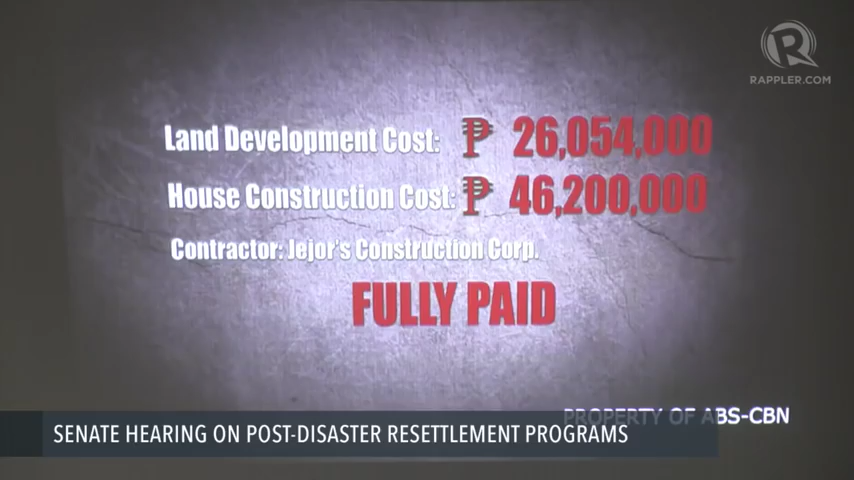 R
RAPPLER.COM
Land Development Cost: ₱ 26,054,000
House Construction Cost: ₱ 46,200,000
Contractor: Jejor's Construction Corp.
FULLY PAID
PROPERTY OF ABS-CBN
SENATE HEARING ON POST-DISASTER RESETTLEMENT PROGRAMS